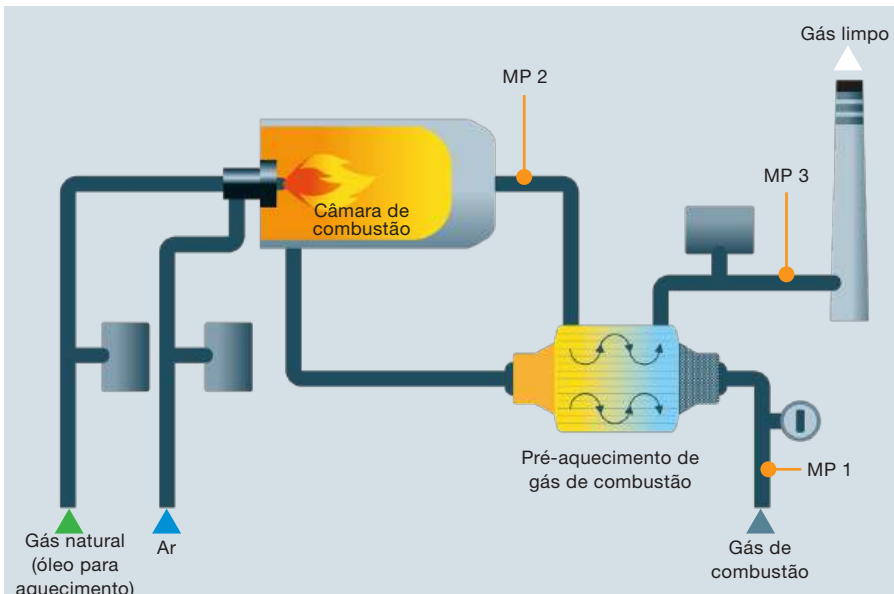 Gás limpo
MP 2
MP 3
Câmara de
combustão
Pré-aquecimento de
gás de combustão
MP 1
Gás natural
(óleo para
aquecimento)
Ar
Gás de
combustão